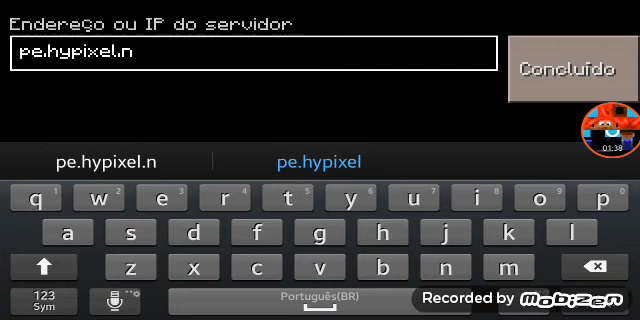 Endereço ou IP do servidor
pe.hypixel.n
Concluído
01:38
pe.hypixel.n pe.hypixel
q 1 w 2 e 3 r 4 t 5 y 6 u 7 i 8 o 9 p 0
a s d f g h j k l
z x c v b n m
123
Sym
Português(BR)
Recorded by Mobizen